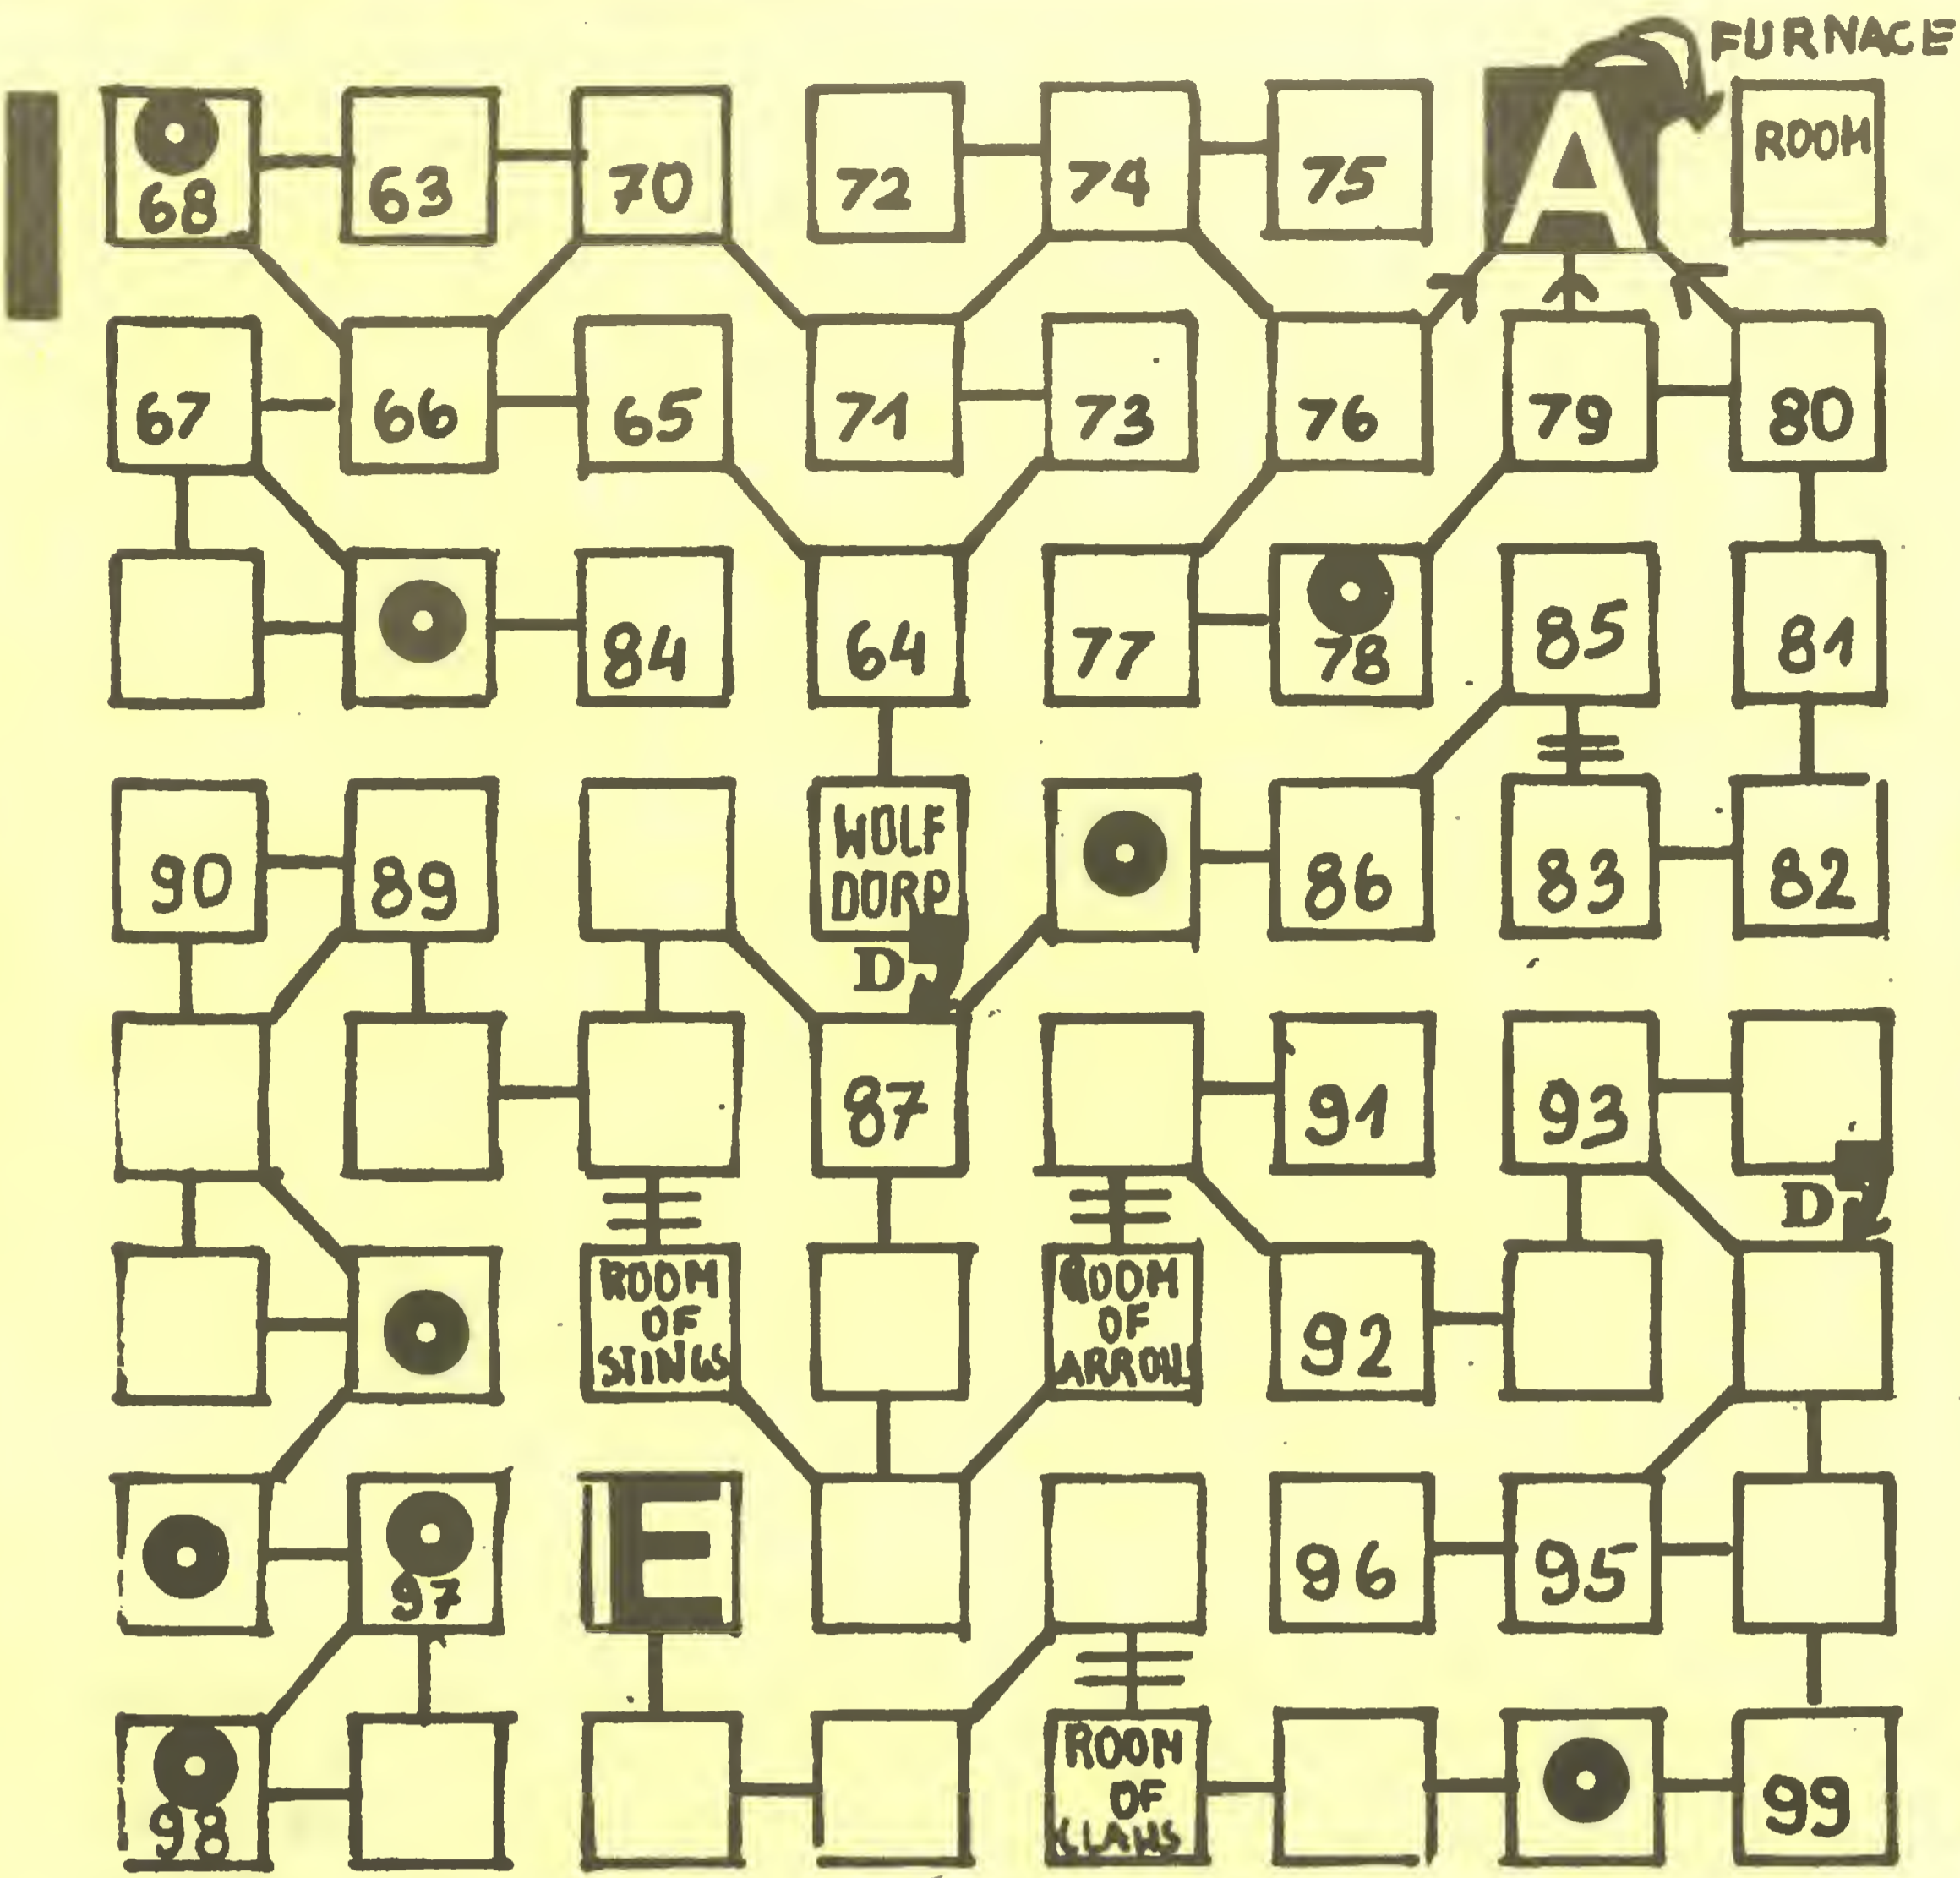 FURNACE
68 63 70 72 74 75 A ROOM
67 66 65 71 73 76 79 80
84 64 77 78 85 81
90 89 WOLF 86 83 82
DORP
D
87 91 93
D
ROOM ROOM
OF OF 92
STINGS ARROWS
97 E 96 95
98 ROOM 99
OF
CLAWS